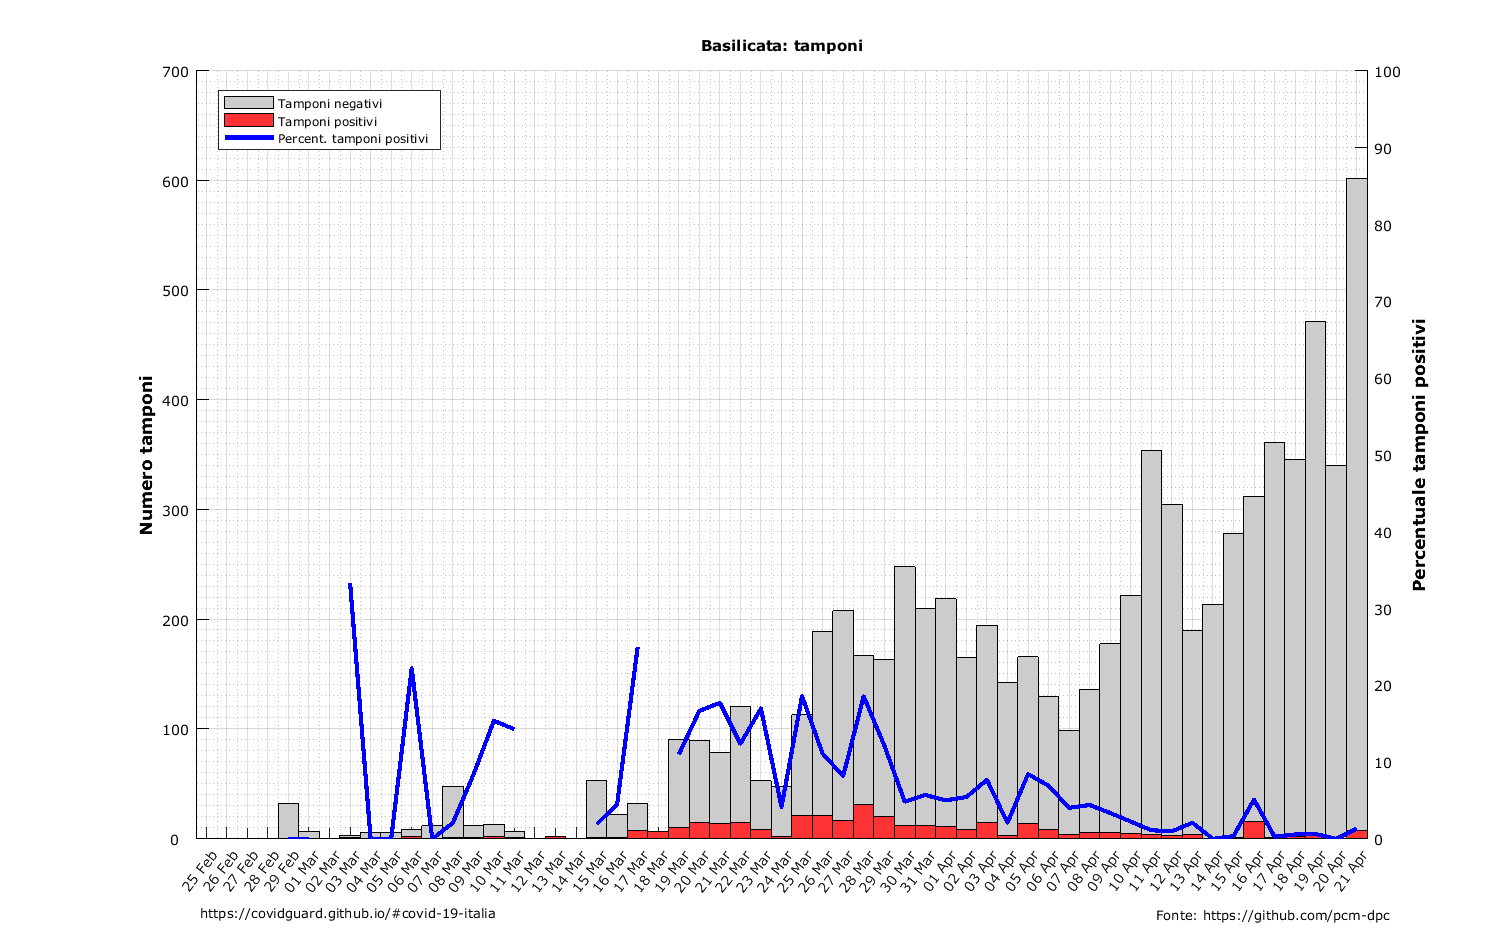 Basilicata: tamponi
Tamponi negativi
Tamponi positivi
Percent. tamponi positivi
Numero tamponi
700
600
500
400
300
200
100
0
Percentuale tamponi positivi
100
90
80
70
60
50
40
30
20
10
0
25 Feb
26 Feb
27 Feb
28 Feb
29 Feb
01 Mar
02 Mar
03 Mar
04 Mar
05 Mar
06 Mar
07 Mar
08 Mar
09 Mar
10 Mar
11 Mar
12 Mar
13 Mar
14 Mar
15 Mar
16 Mar
17 Mar
18 Mar
19 Mar
20 Mar
21 Mar
22 Mar
23 Mar
24 Mar
25 Mar
26 Mar
27 Mar
28 Mar
29 Mar
30 Mar
31 Mar
01 Apr
02 Apr
03 Apr
04 Apr
05 Apr
06 Apr
07 Apr
08 Apr
09 Apr
10 Apr
11 Apr
12 Apr
13 Apr
14 Apr
15 Apr
16 Apr
17 Apr
18 Apr
19 Apr
20 Apr
21 Apr
https://covidguard.github.io/#covid-19-italia
Fonte: https://github.com/pcm-dpc